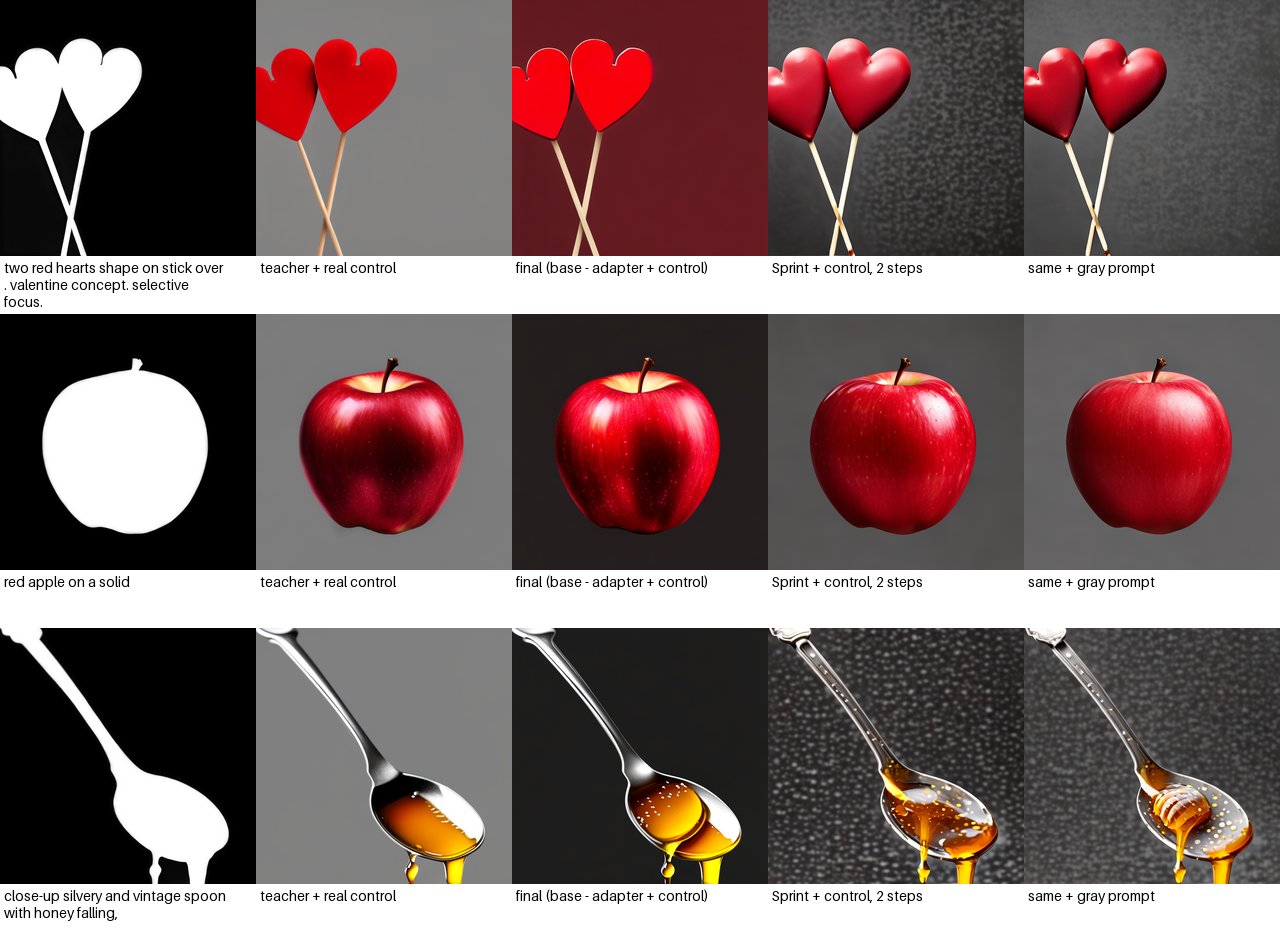 two red hearts shape on stick over
. valentine concept. selective
focus.
teacher + real control
final (base - adapter + control)
Sprint + control, 2 steps
same + gray prompt
red apple on a solid
teacher + real control
final (base - adapter + control)
Sprint + control, 2 steps
same + gray prompt
close-up silvery and vintage spoon
with honey falling,
teacher + real control
final (base - adapter + control)
Sprint + control, 2 steps
same + gray prompt